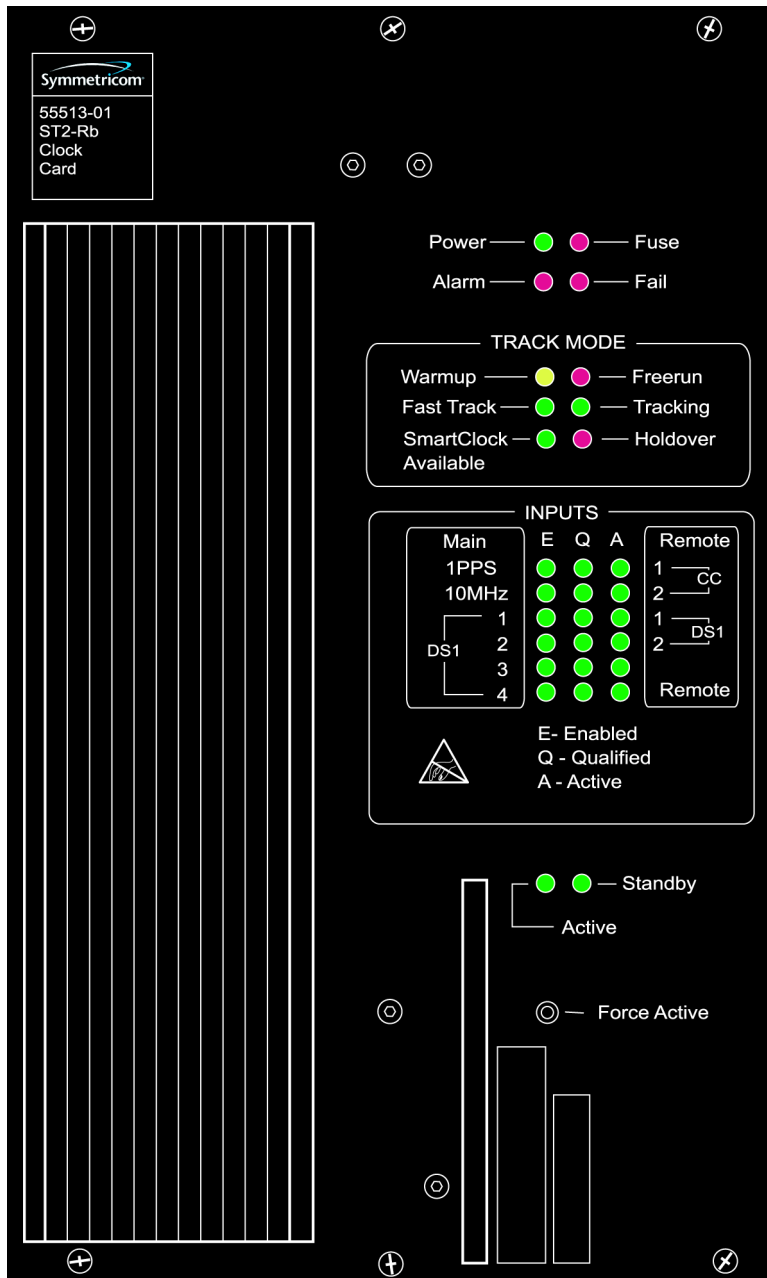 Symmetricom
55513-01
ST2-Rb
Clock
Card
Power
Fuse
Alarm
Fail
TRACK MODE
Warmup
Freerun
Fast Track
Tracking
SmartClock
Available
Holdover
INPUTS
Main
E Q A
Remote
1PPS
1
CC
10MHz
2
DS1
1
1
DS1
2
2
3
4
Remote
E- Enabled
Q - Qualified
A - Active
Standby
Active
Force Active